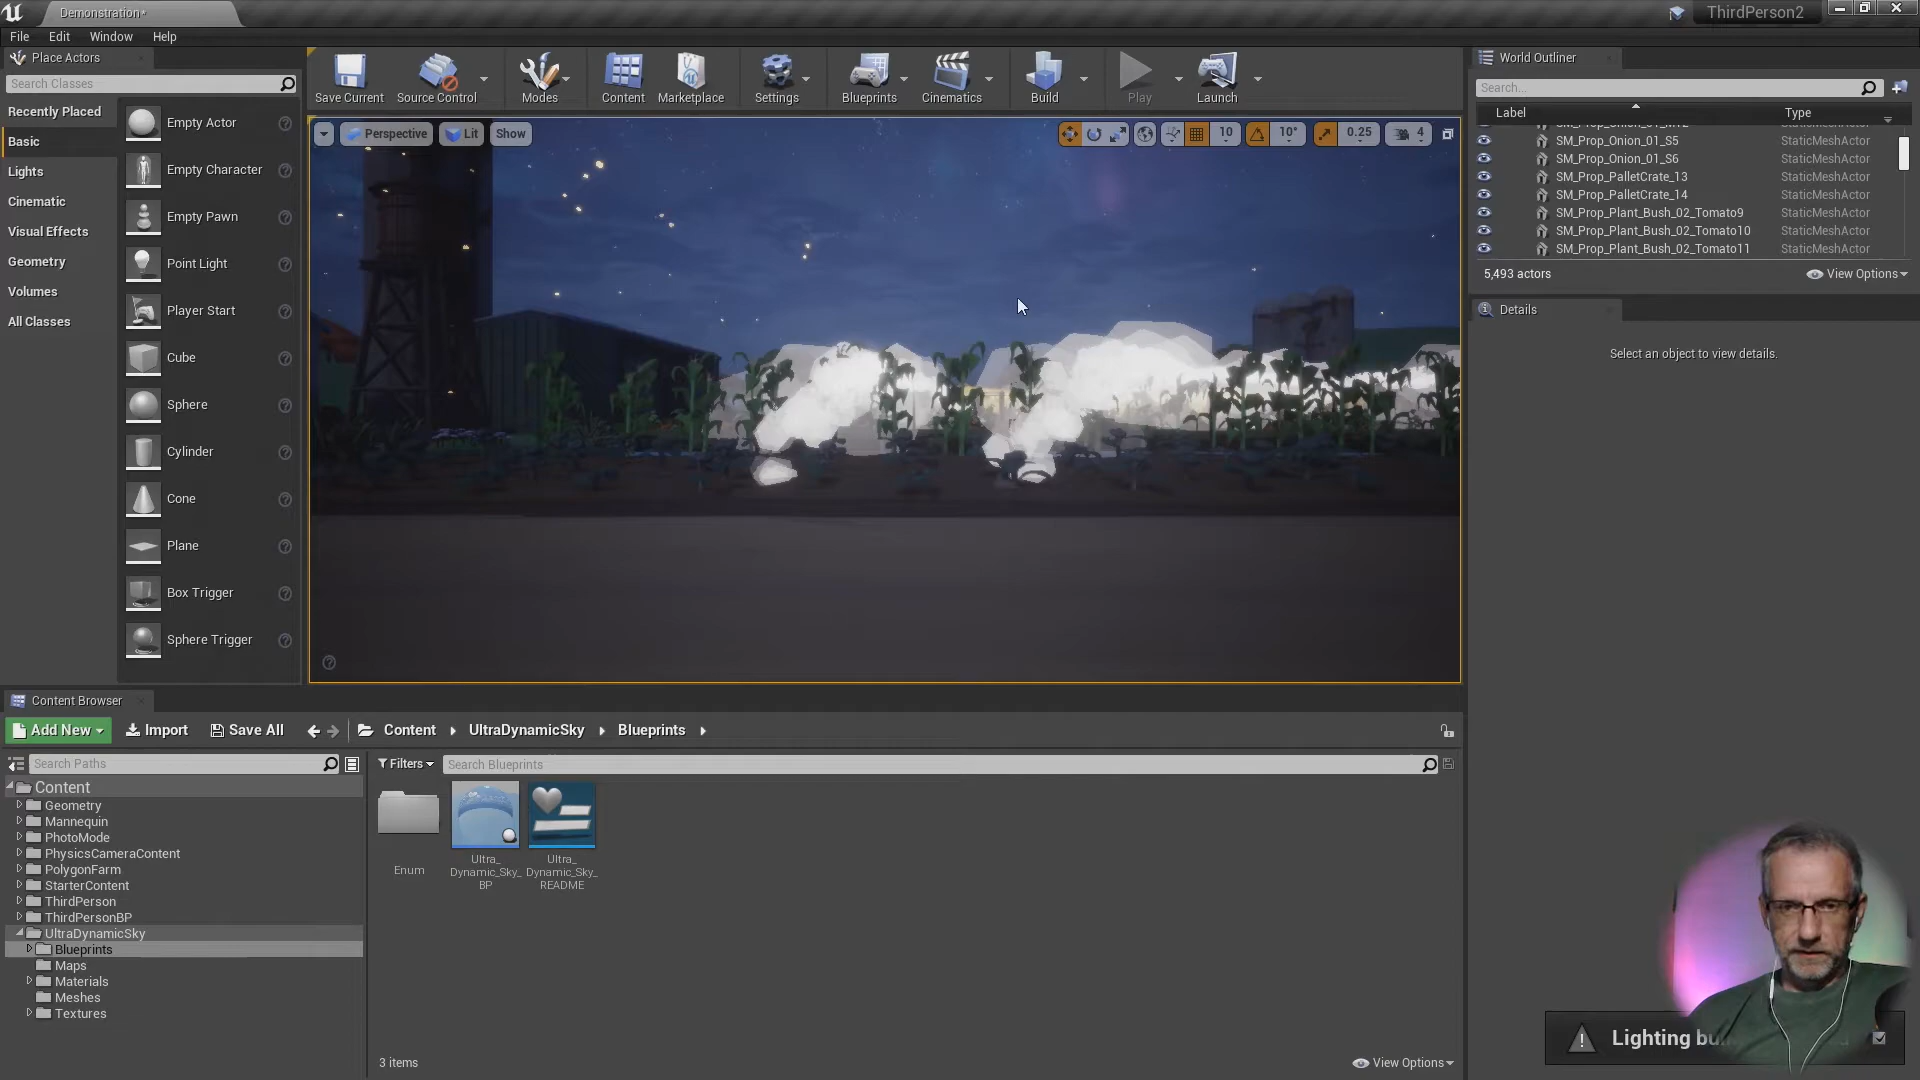 Demonstration*
ThirdPerson2
File Edit Window Help
Place Actors
Search Classes
Recently Placed
Basic
Lights
Cinematic
Visual Effects
Geometry
Volumes
All Classes
Empty Actor
Empty Character
Empty Pawn
Point Light
Player Start
Cube
Sphere
Cylinder
Cone
Plane
Box Trigger
Sphere Trigger
Save Current
Source Control
Modes
Content
Marketplace
Settings
Blueprints
Cinematics
Build
Play
Launch
Perspective Lit Show
10 10° 0.25 4
World Outliner
Search...
Label Type
SM_Prop_Onion_01_S5 StaticMeshActor
SM_Prop_Onion_01_S6 StaticMeshActor
SM_Prop_PalletCrate_13 StaticMeshActor
SM_Prop_PalletCrate_14 StaticMeshActor
SM_Prop_Plant_Bush_02_Tomato9 StaticMeshActor
SM_Prop_Plant_Bush_02_Tomato10 StaticMeshActor
SM_Prop_Plant_Bush_02_Tomato11 StaticMeshActor
5,493 actors
View Options
Details
Select an object to view details.
Content Browser
Add New Import Save All Content UltraDynamicSky Blueprints
Search Paths
Filters
Search Blueprints
Content
Geometry
Mannequin
PhotoMode
PhysicsCameraContent
PolygonFarm
StarterContent
ThirdPerson
ThirdPersonBP
UltraDynamicSky
Blueprints
Maps
Materials
Meshes
Textures
Enum
Ultra_
Dynamic_Sky_
BP
Ultra_
Dynamic_Sky_
README
3 items
View Options
Lighting